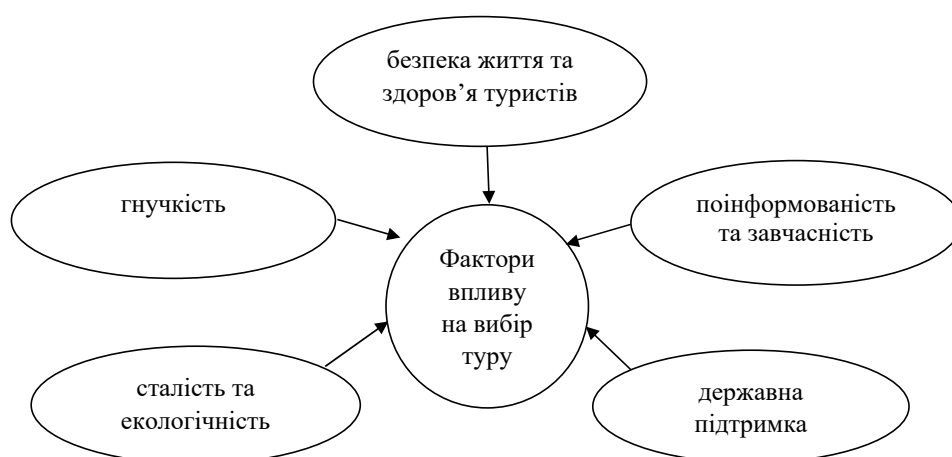 безпека життя та
здоров’я туристів
гнучкість
поінформованість
та завчасність
Фактори
впливу
на вибір
туру
сталість та
екологічність
державна
підтримка